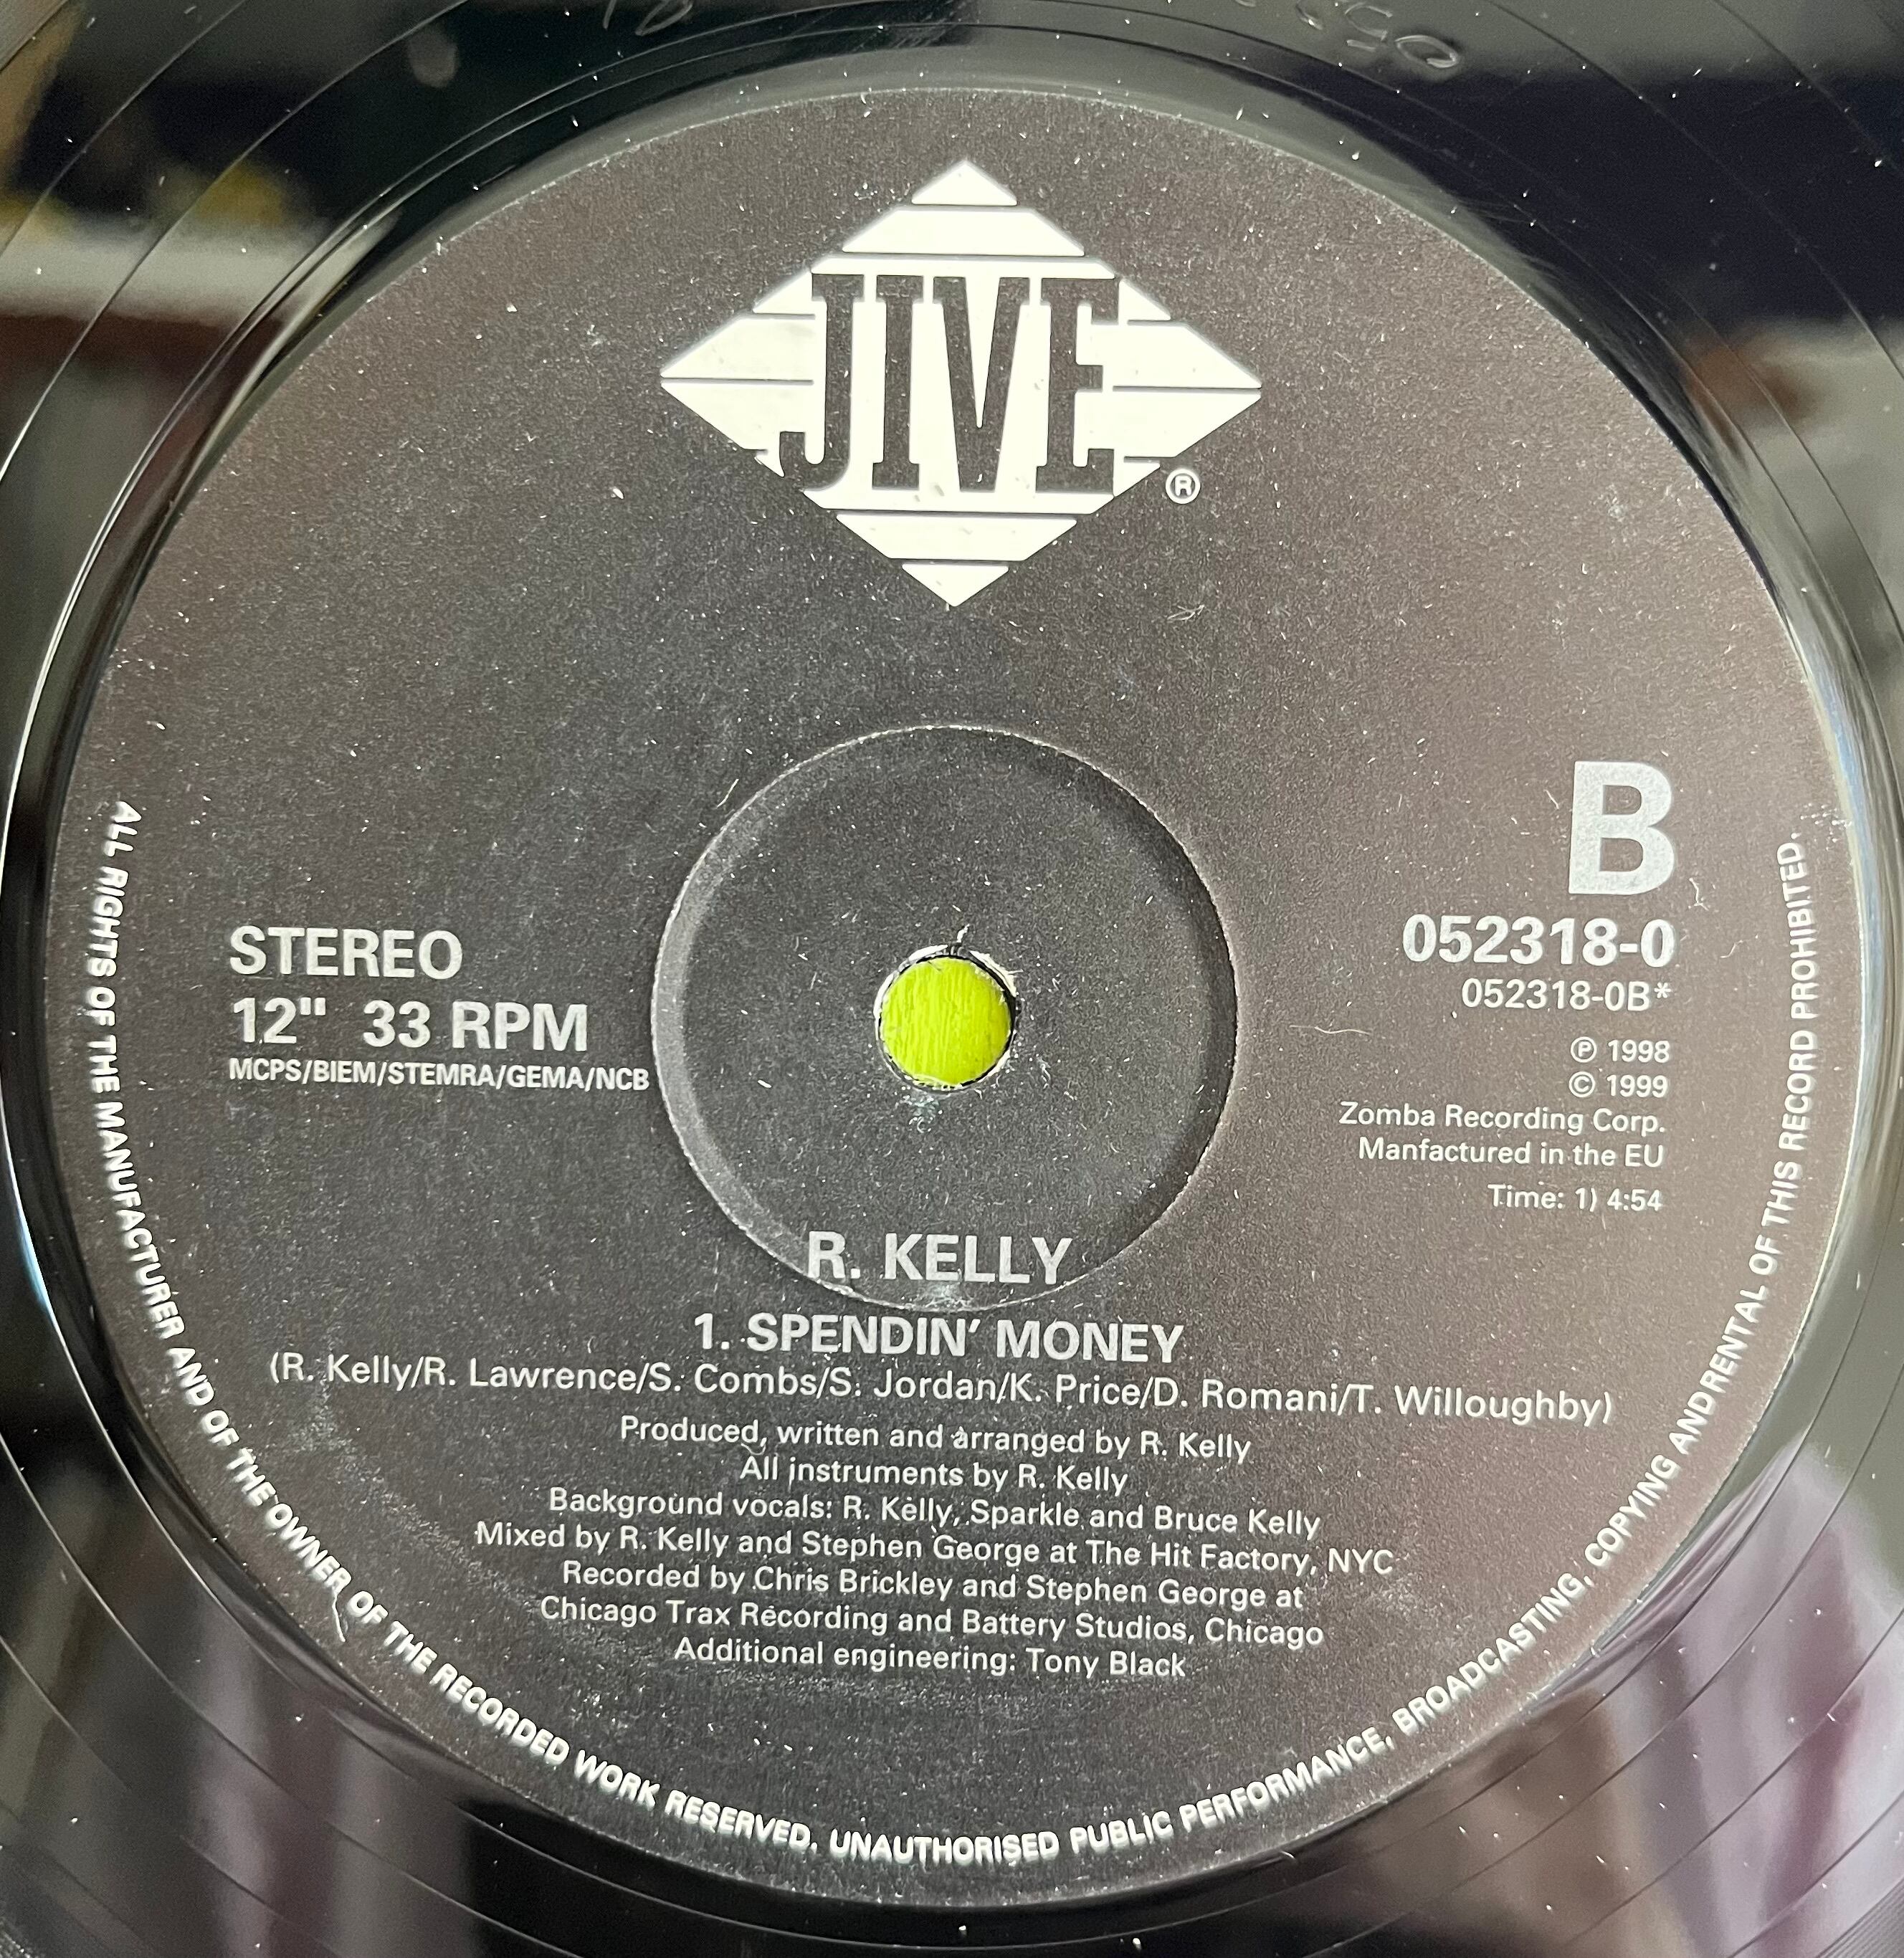 JIVE ®
B
052318-0
052318-0B*
℗ 1998
© 1999
Zomba Recording Corp.
Manfactured in the EU
Time: 1) 4:54
STEREO
12" 33 RPM
MCPS/BIEM/STEMRA/GEMA/NCB
R. KELLY
1. SPENDIN' MONEY
(R. Kelly/R. Lawrence/S. Combs/S. Jordan/K. Price/D. Romani/T. Willoughby)
Produced, written and arranged by R. Kelly
All instruments by R. Kelly
Background vocals: R. Kelly, Sparkle and Bruce Kelly
Mixed by R. Kelly and Stephen George at The Hit Factory, NYC
Recorded by Chris Brickley and Stephen George at
Chicago Trax Recording and Battery Studios, Chicago
Additional engineering: Tony Black
ALL RIGHTS OF THE MANUFACTURER AND OF THE OWNER OF THE RECORDED WORK RESERVED. UNAUTHORISED PUBLIC PERFORMANCE, BROADCASTING, COPYING ANDRENTAL OF THIS RECORD PROHIBITED.